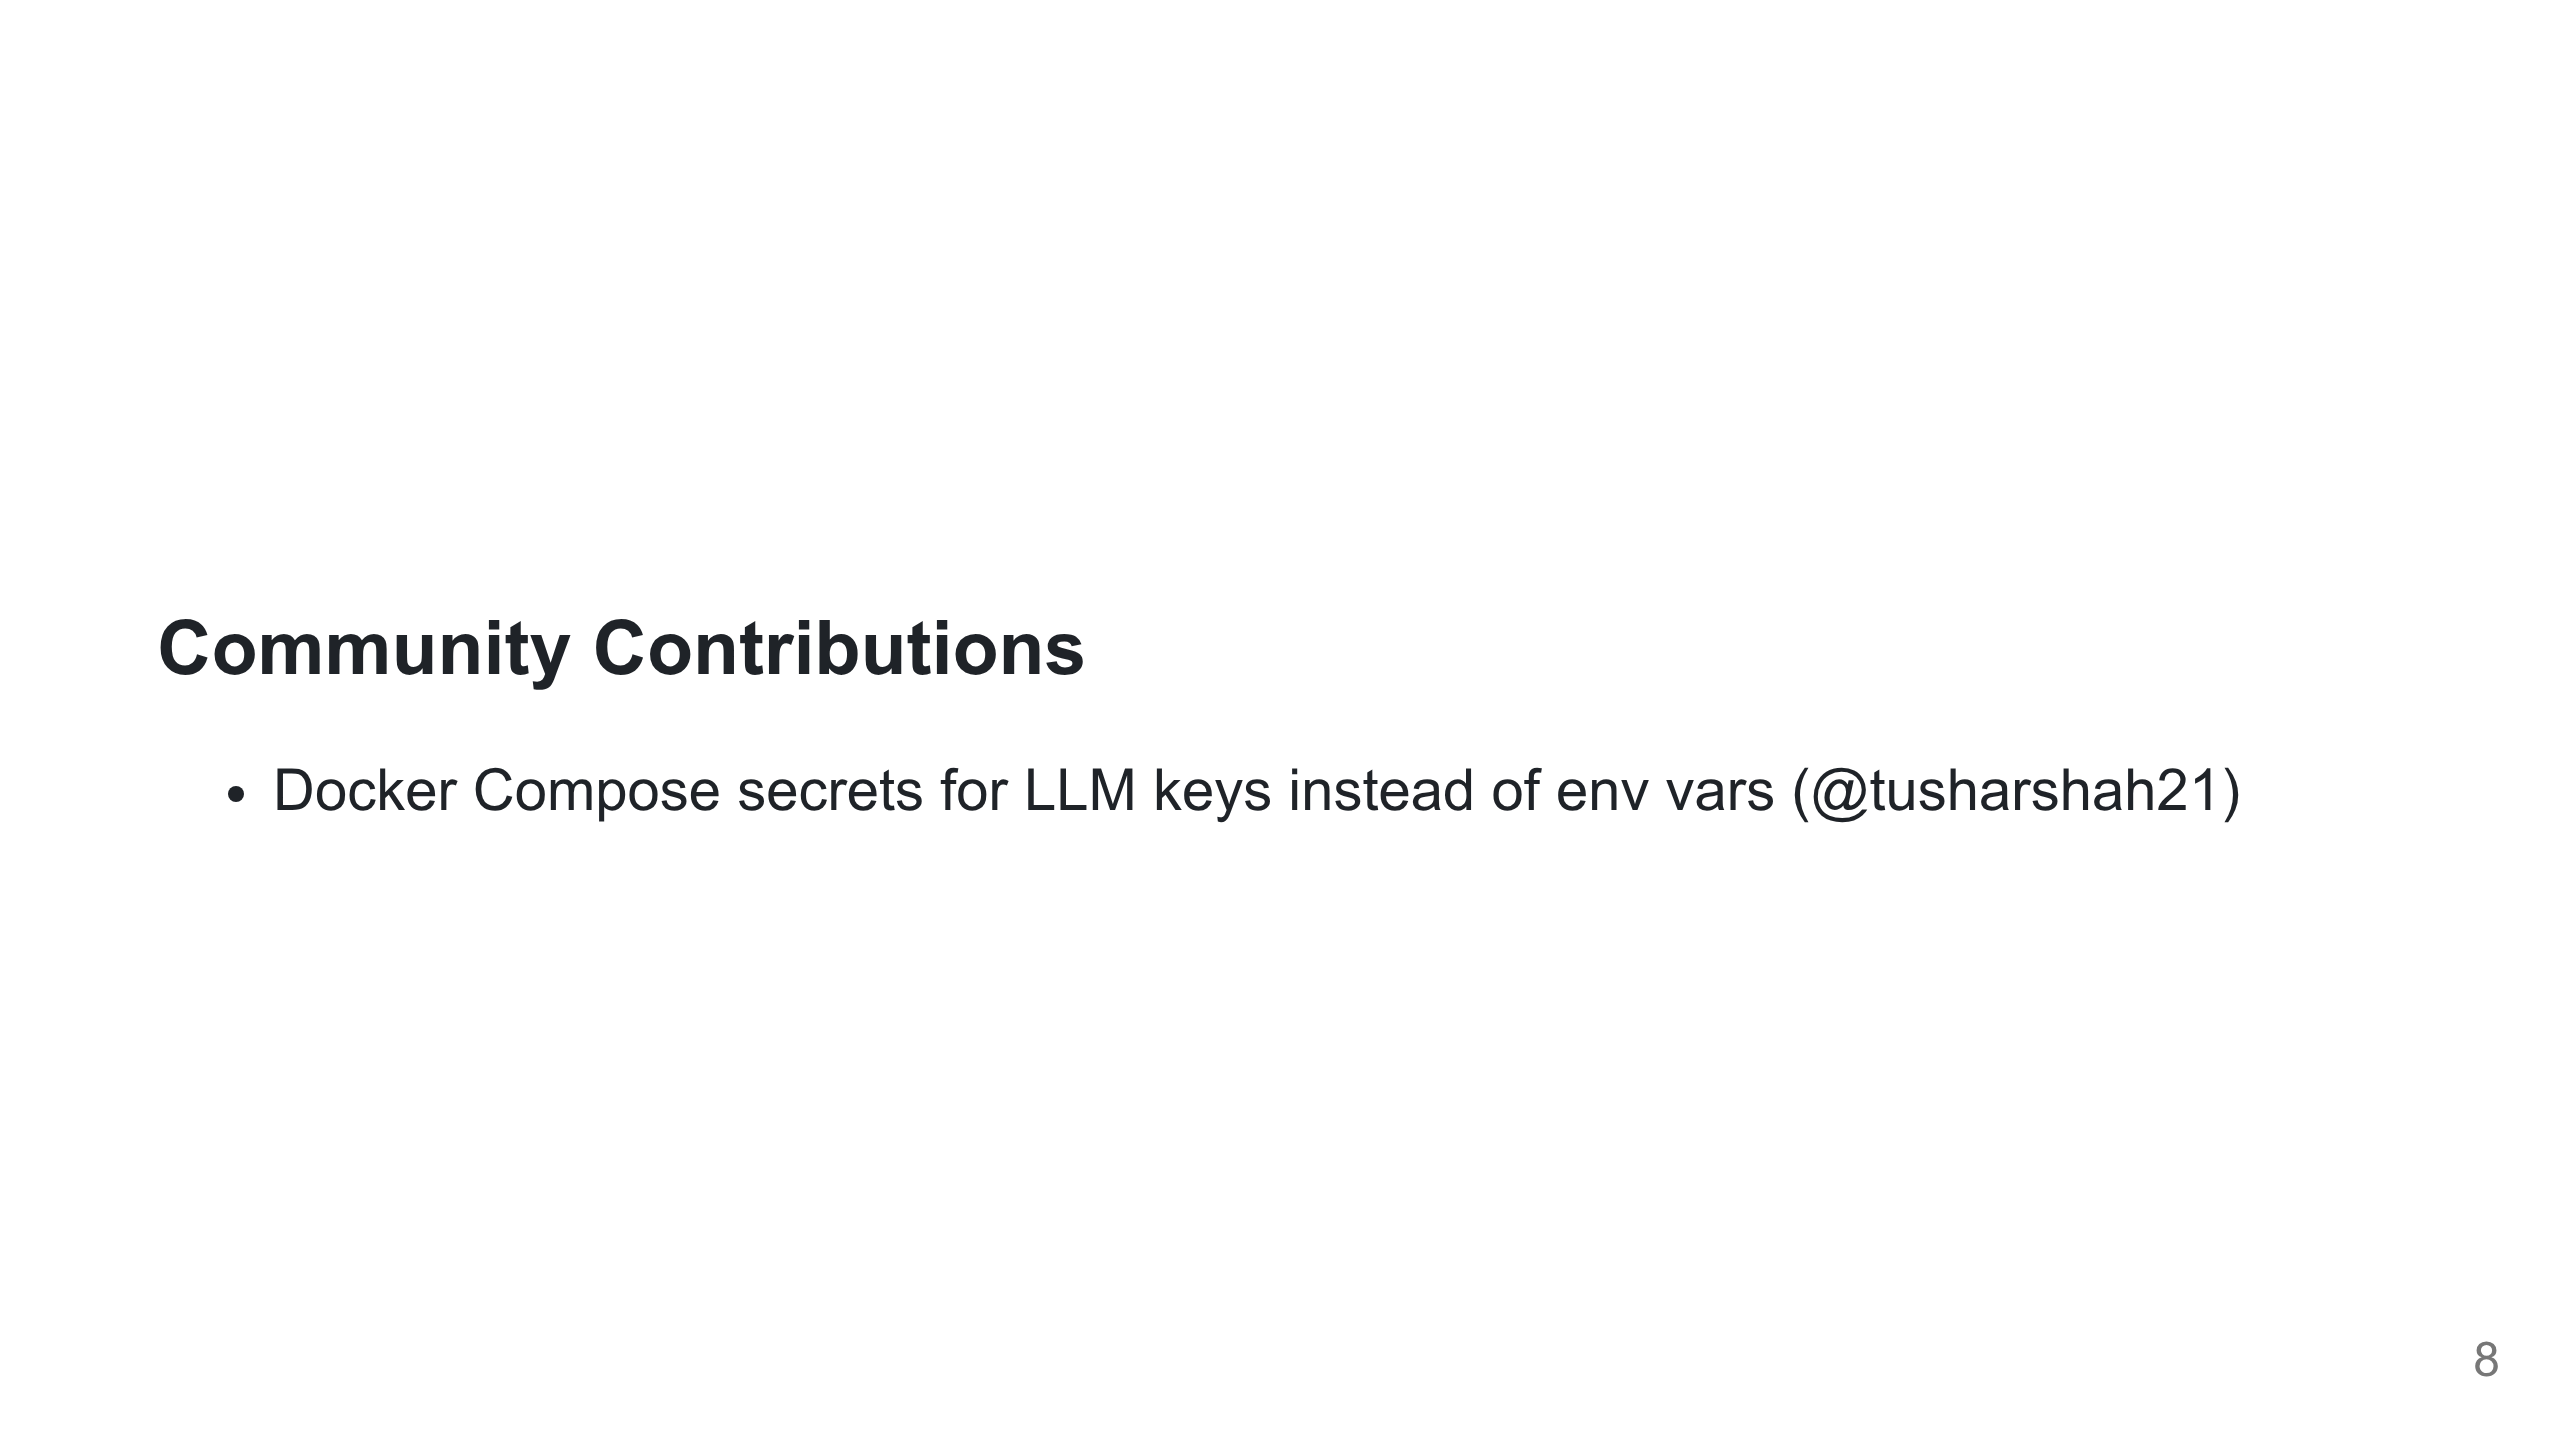 Community Contributions
• Docker Compose secrets for LLM keys instead of env vars (@tusharshah21)
8